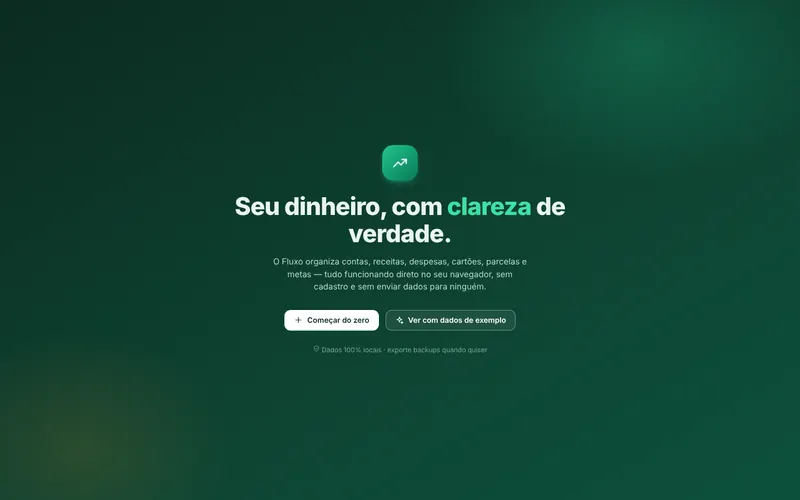 Seu dinheiro, com clareza de
verdade.
O Fluxo organiza contas, receitas, despesas, cartões, parcelas e
metas — tudo funcionando direto no seu navegador, sem
cadastro e sem enviar dados para ninguém.
Começar do zero
Ver com dados de exemplo
Dados 100% locais · exporte backups quando quiser